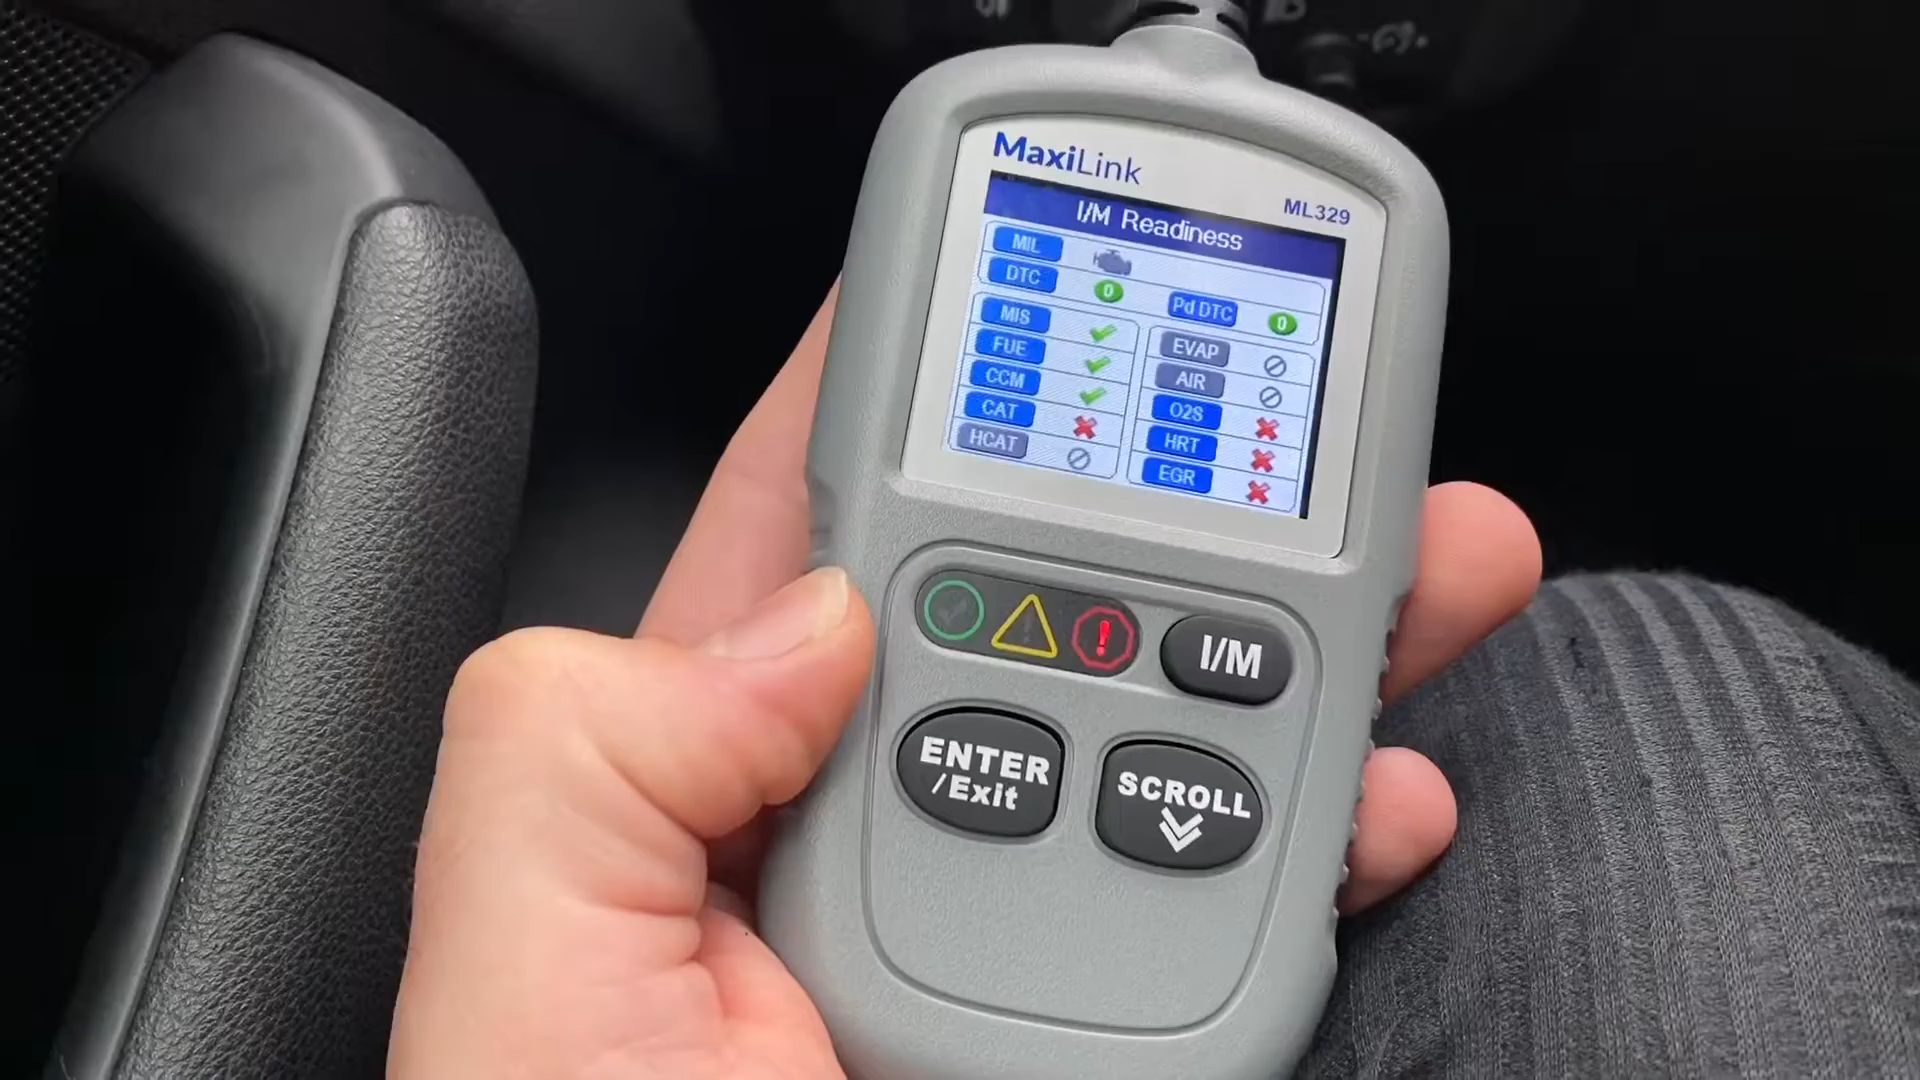 MaxiLink
ML329
I/M Readiness
MIL
DTC 0 Pd DTC 0
MIS
FUE
CCM
CAT
HCAT
EVAP
AIR
O2S
HRT
EGR
I/M
ENTER
/Exit
SCROLL